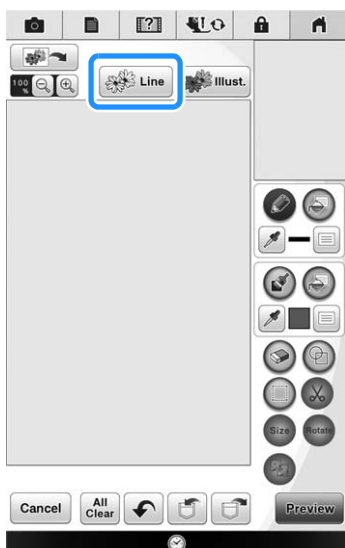 ?
100
%
Line
Illust.
Size
Rotate
Cancel
All
Clear
Preview